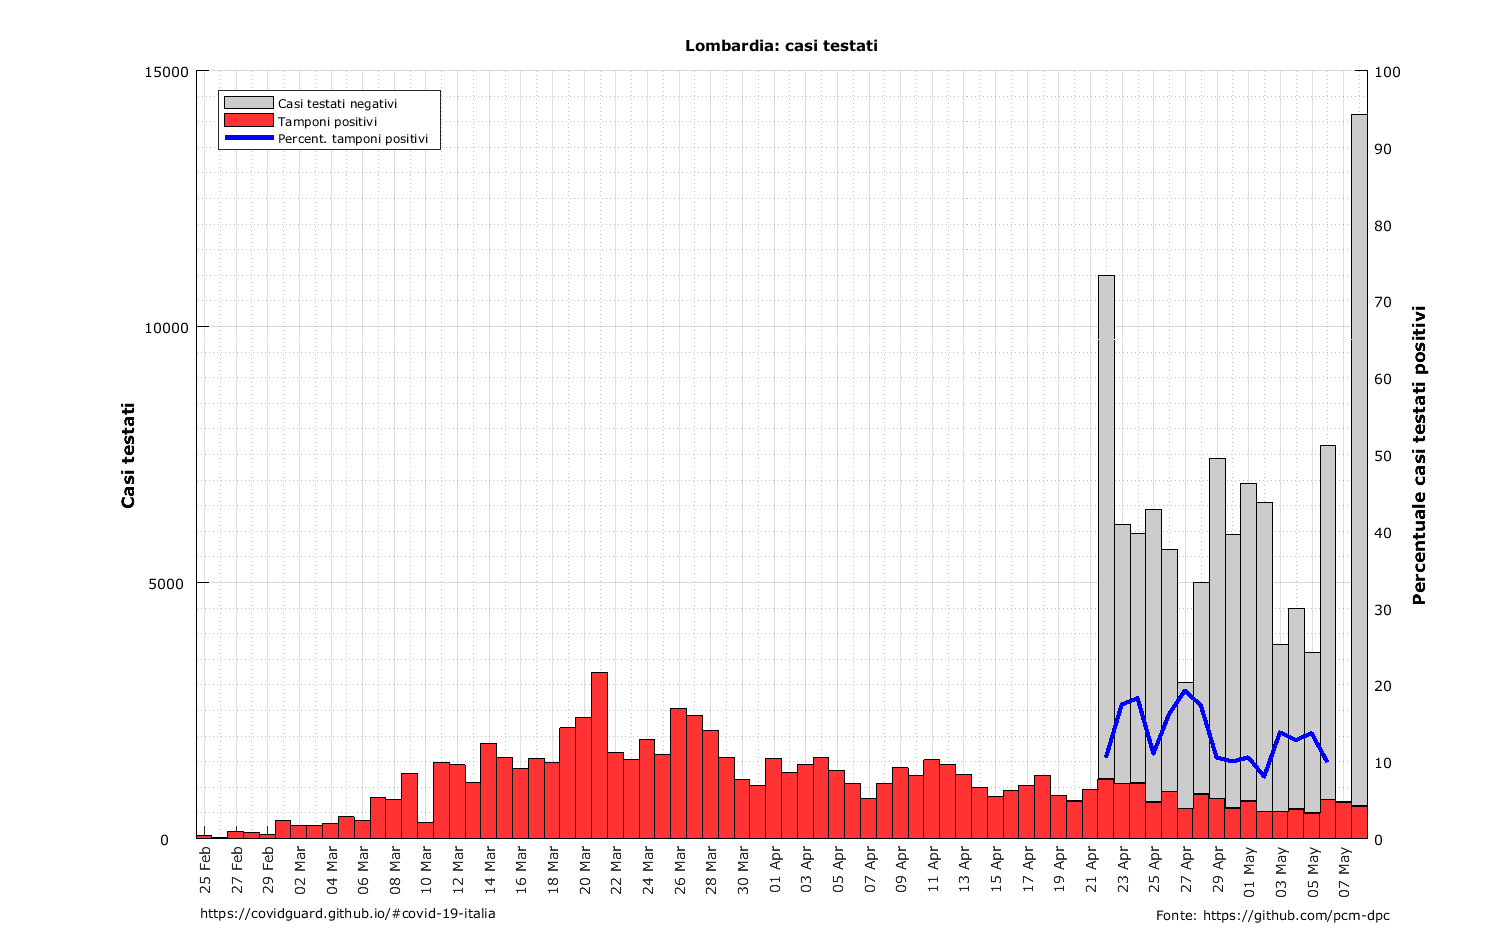 Lombardia: casi testati
15000
10000
5000
0
Casi testati
Casi testati negativi
Tamponi positivi
Percent. tamponi positivi
100
90
80
70
60
50
40
30
20
10
0
Percentuale casi testati positivi
25 Feb
27 Feb
29 Feb
02 Mar
04 Mar
06 Mar
08 Mar
10 Mar
12 Mar
14 Mar
16 Mar
18 Mar
20 Mar
22 Mar
24 Mar
26 Mar
28 Mar
30 Mar
01 Apr
03 Apr
05 Apr
07 Apr
09 Apr
11 Apr
13 Apr
15 Apr
17 Apr
19 Apr
21 Apr
23 Apr
25 Apr
27 Apr
29 Apr
01 May
03 May
05 May
07 May
https://covidguard.github.io/#covid-19-italia
Fonte: https://github.com/pcm-dpc